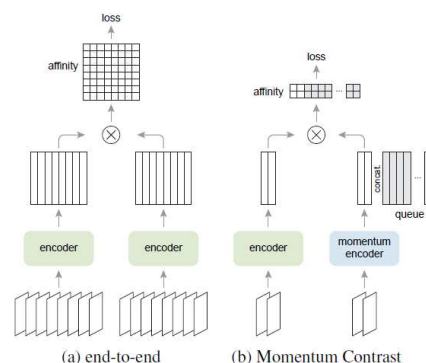 loss
affinity
encoder
encoder
(a) end-to-end
loss
affinity
...
concat.
...
queue
encoder
momentum
encoder
(b) Momentum Contrast